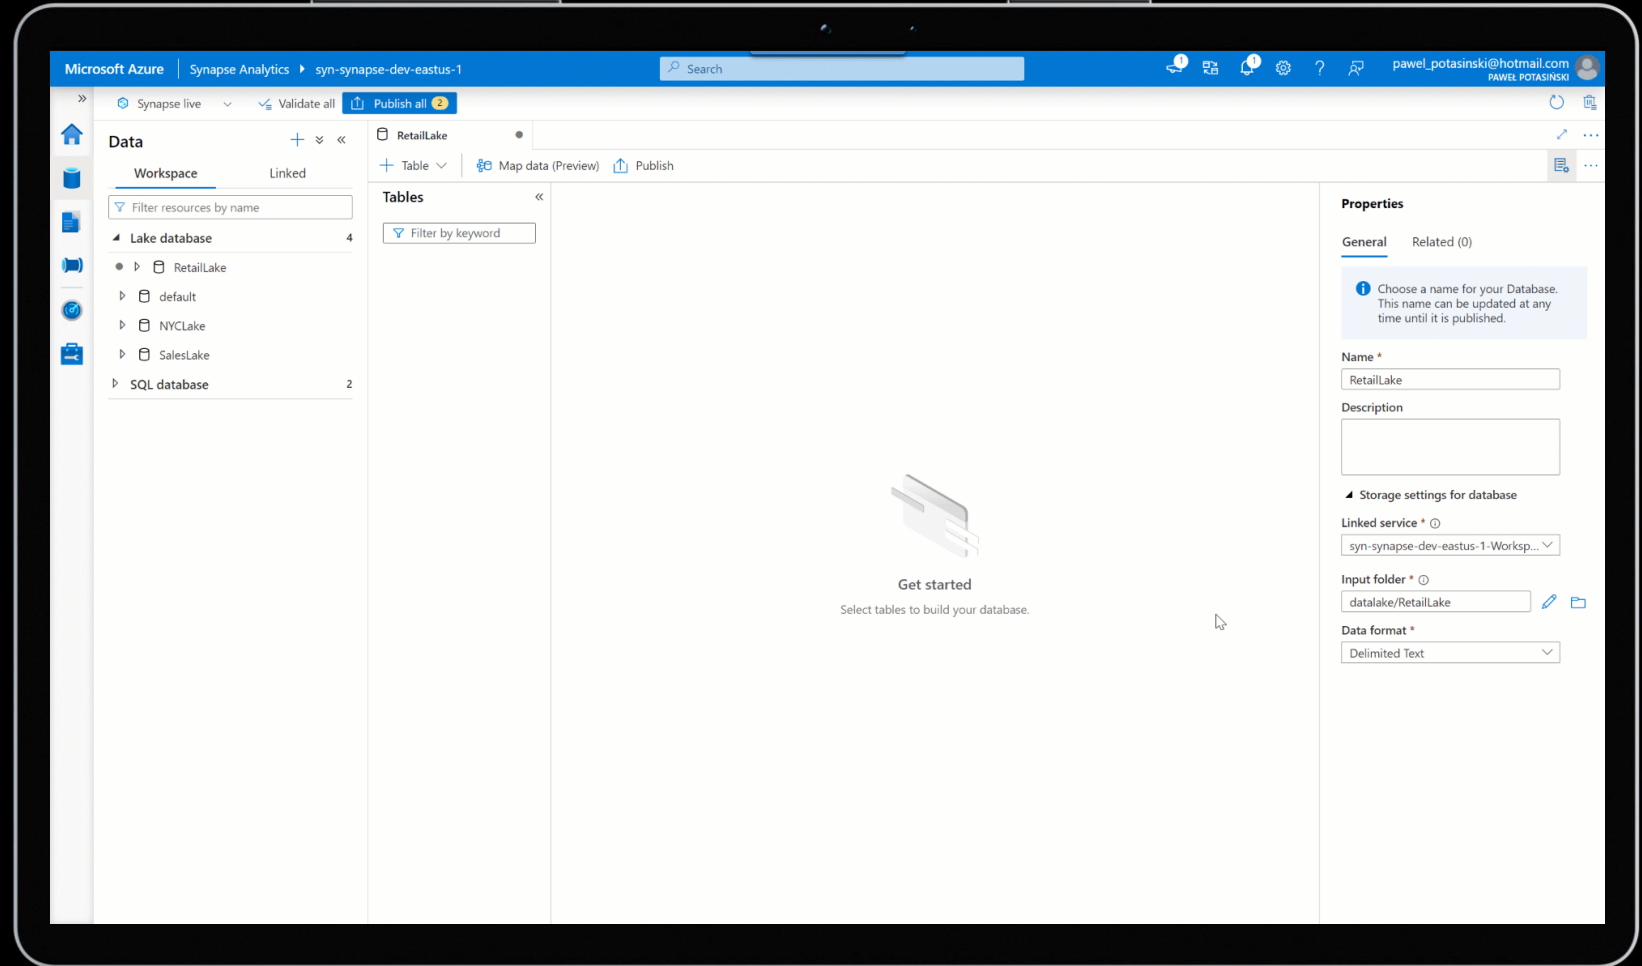 Microsoft Azure
Synapse Analytics
syn-synapse-dev-eastus-1
Search
1
1
?
pawel_potasinski@hotmail.com
PAWEŁ POTASIŃSKI
Synapse live
Validate all
Publish all 2
Data
Workspace
Linked
Filter resources by name
Lake database 4
RetailLake
default
NYCLake
SalesLake
SQL database 2
RetailLake
Table
Map data (Preview)
Publish
Tables
Filter by keyword
Get started
Select tables to build your database.
Properties
General
Related (0)
Choose a name for your Database.
This name can be updated at any
time until it is published.
Name *
RetailLake
Description
Storage settings for database
Linked service *
syn-synapse-dev-eastus-1-Worksp...
Input folder *
datalake/RetailLake
Data format *
Delimited Text